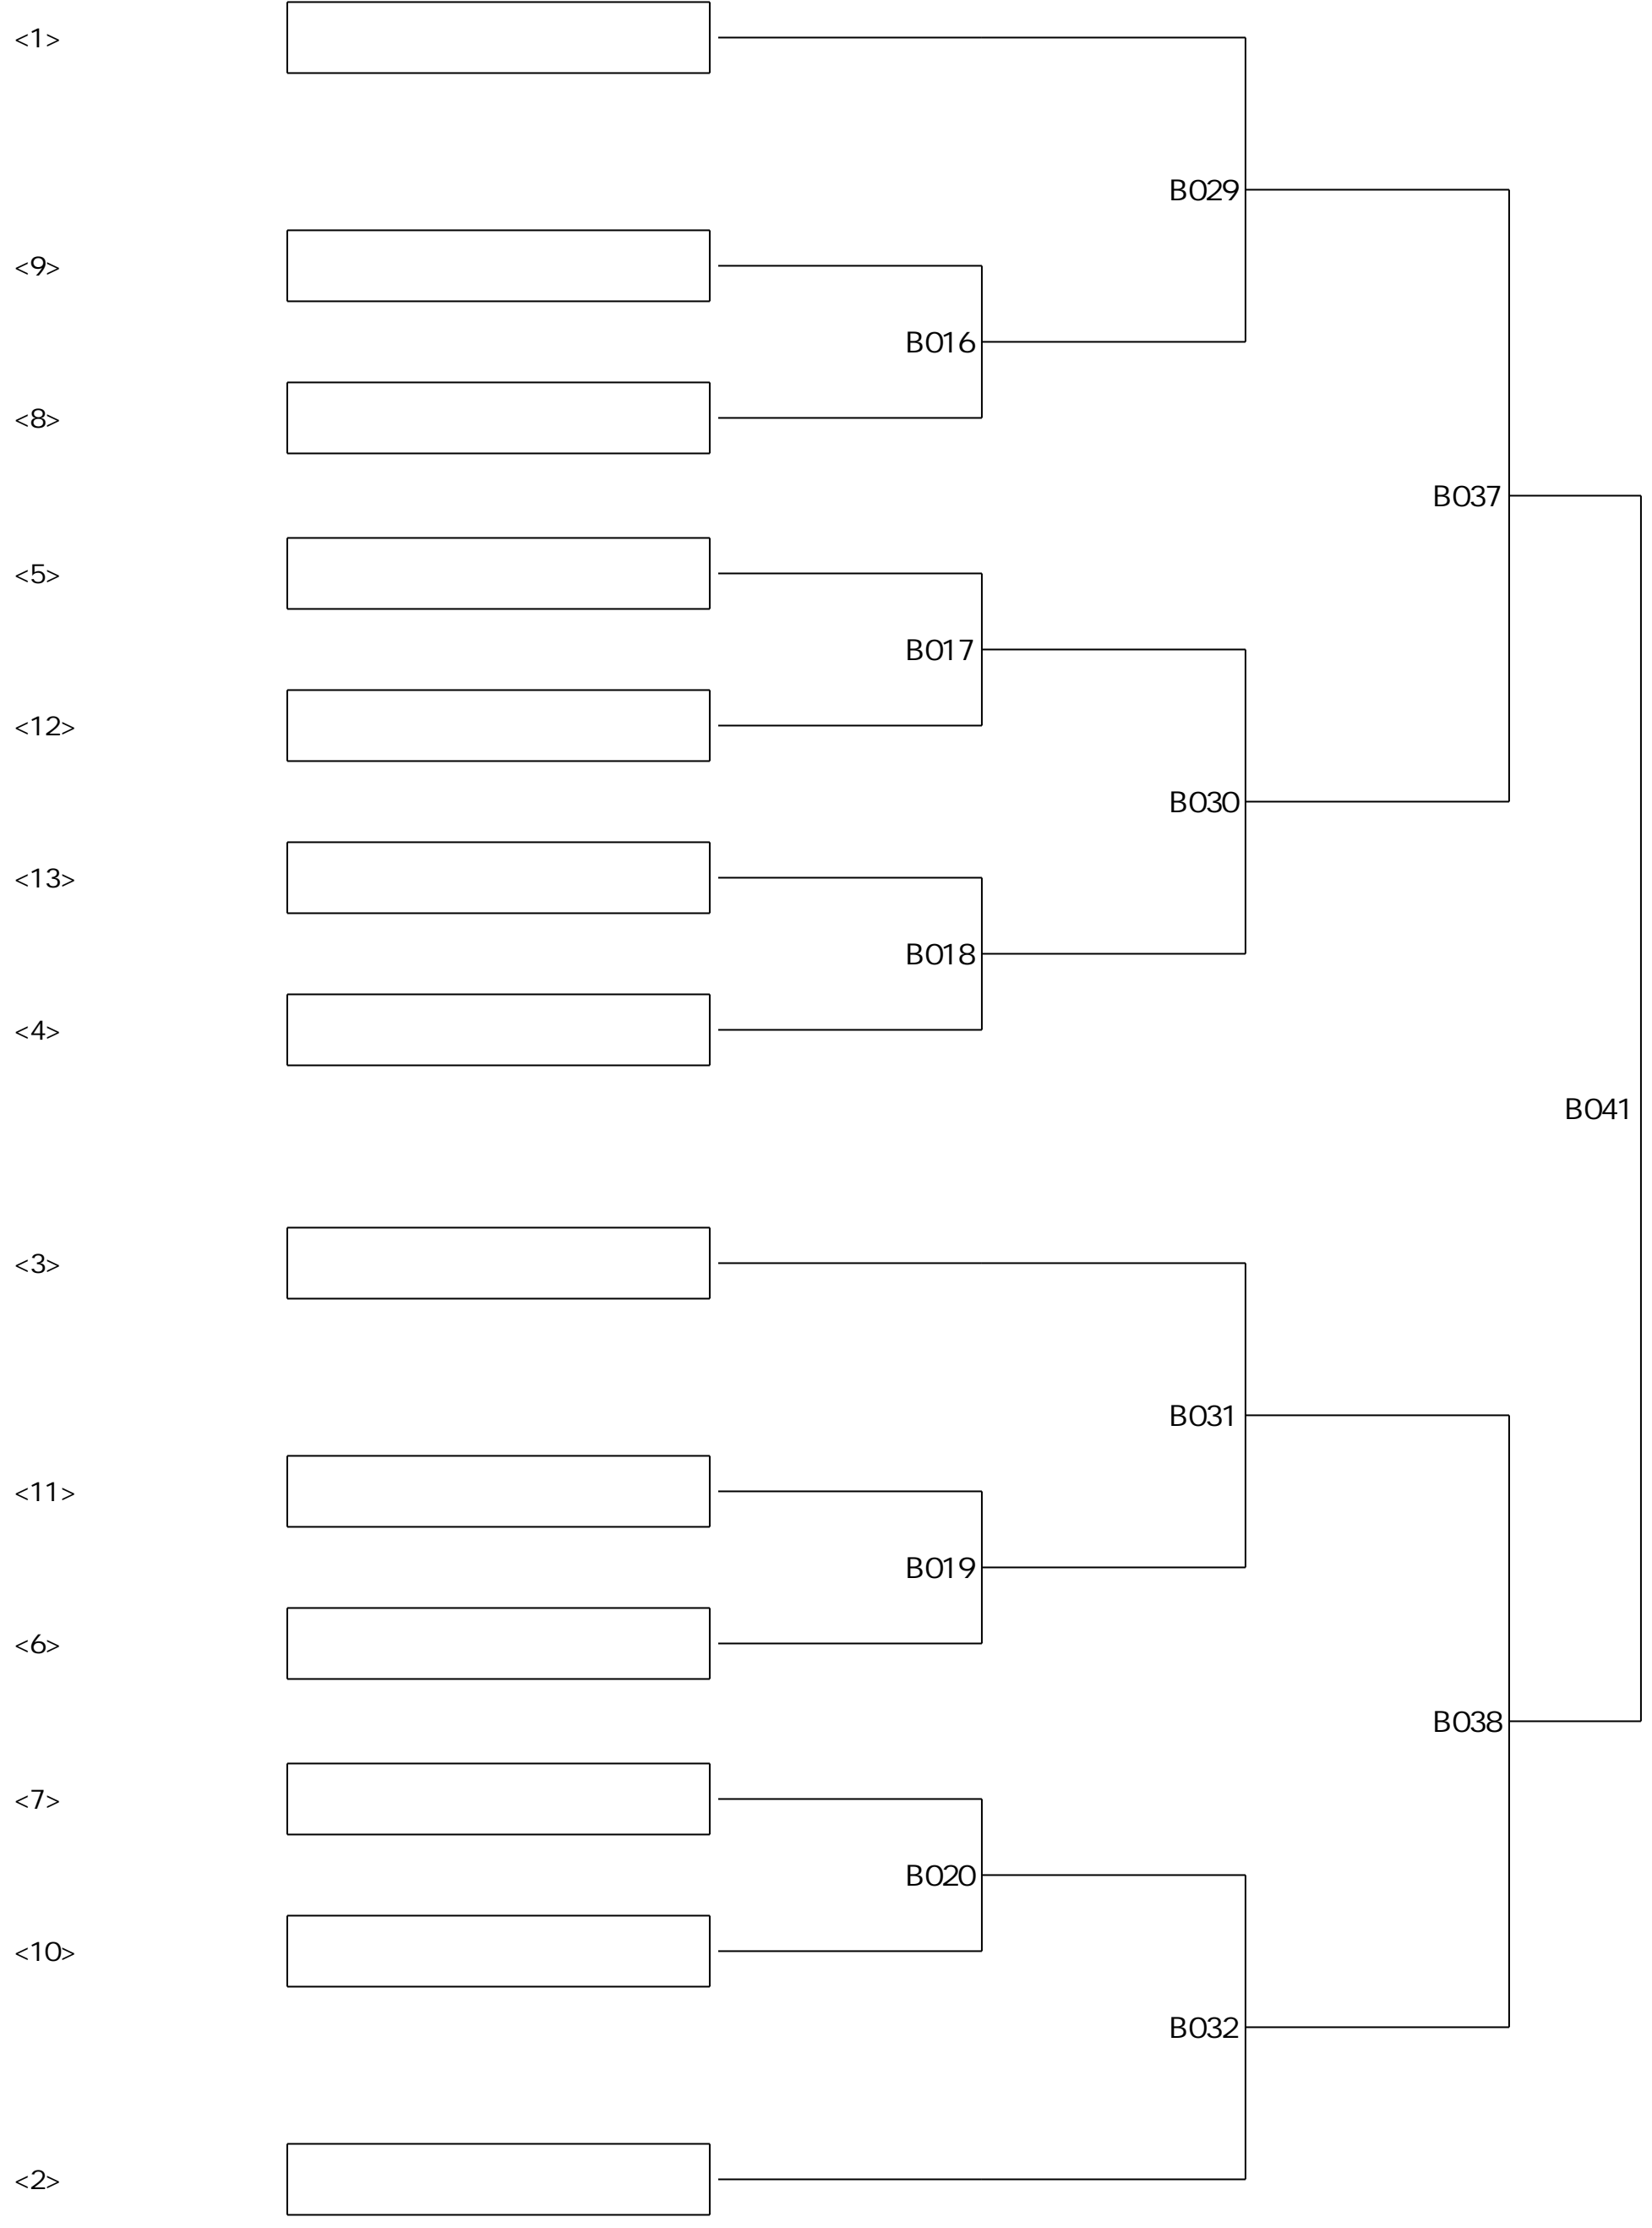 <1>
B029
<9>
B016
<8>
B037
<5>
B017
<12>
B030
<13>
B018
<4>
B041
<3>
B031
<11>
B019
<6>
B038
<7>
B020
<10>
B032
<2>